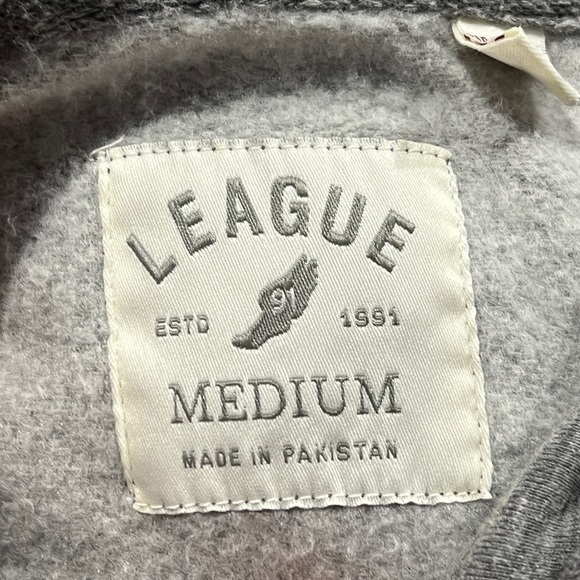 LEAGUE
91
ESTD 1991
MEDIUM
MADE IN PAKISTAN